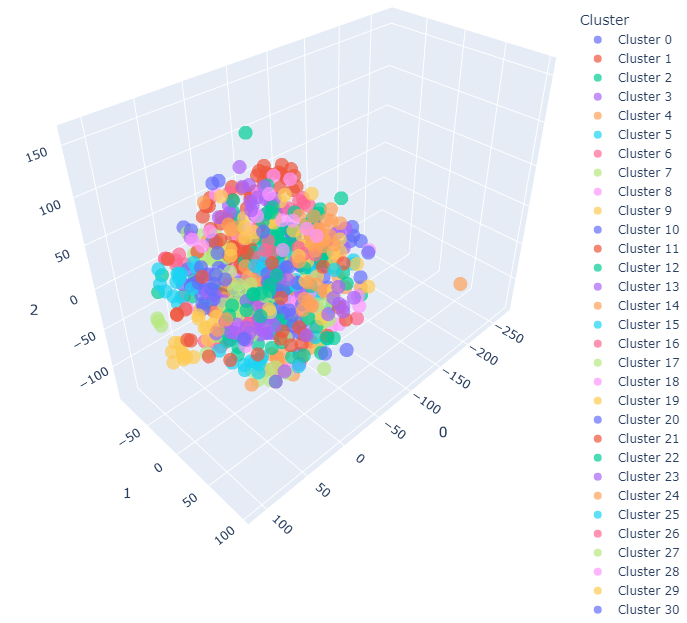 Cluster
Cluster 0
Cluster 1
Cluster 2
Cluster 3
Cluster 4
Cluster 5
Cluster 6
Cluster 7
Cluster 8
Cluster 9
Cluster 10
Cluster 11
Cluster 12
Cluster 13
Cluster 14
Cluster 15
Cluster 16
Cluster 17
Cluster 18
Cluster 19
Cluster 20
Cluster 21
Cluster 22
Cluster 23
Cluster 24
Cluster 25
Cluster 26
Cluster 27
Cluster 28
Cluster 29
Cluster 30
150
100
50
0
−50
−100
2
−50
0
50
100
1
−250
−200
−150
−100
−50
0
50
100
0